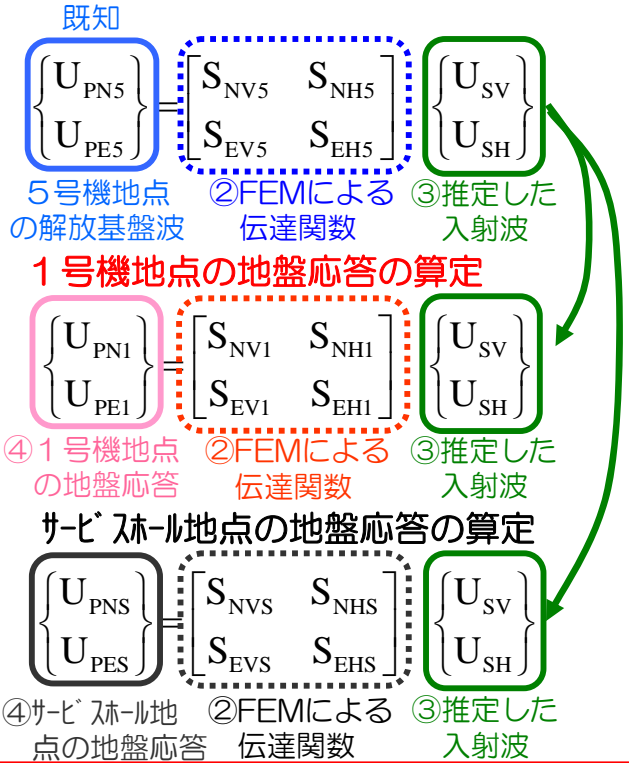 既知
{U_PN5 U_PE5} = [S_NV5 S_NH5 S_EV5 S_EH5] {U_SV U_SH}
５号機地点 ②FEMによる ③推定した
の解放基盤波 伝達関数 入射波
１号機地点の地盤応答の算定
{U_PN1 U_PE1} = [S_NV1 S_NH1 S_EV1 S_EH1] {U_SV U_SH}
④１号機地点 ②FEMによる ③推定した
の地盤応答 伝達関数 入射波
ｻｰﾋﾞｽﾎｰﾙ地点の地盤応答の算定
{U_PNS U_PES} = [S_NVS S_NHS S_EVS S_EHS] {U_SV U_SH}
④ｻｰﾋﾞｽﾎｰﾙ地 ②FEMによる ③推定した
点の地盤応答 伝達関数 入射波